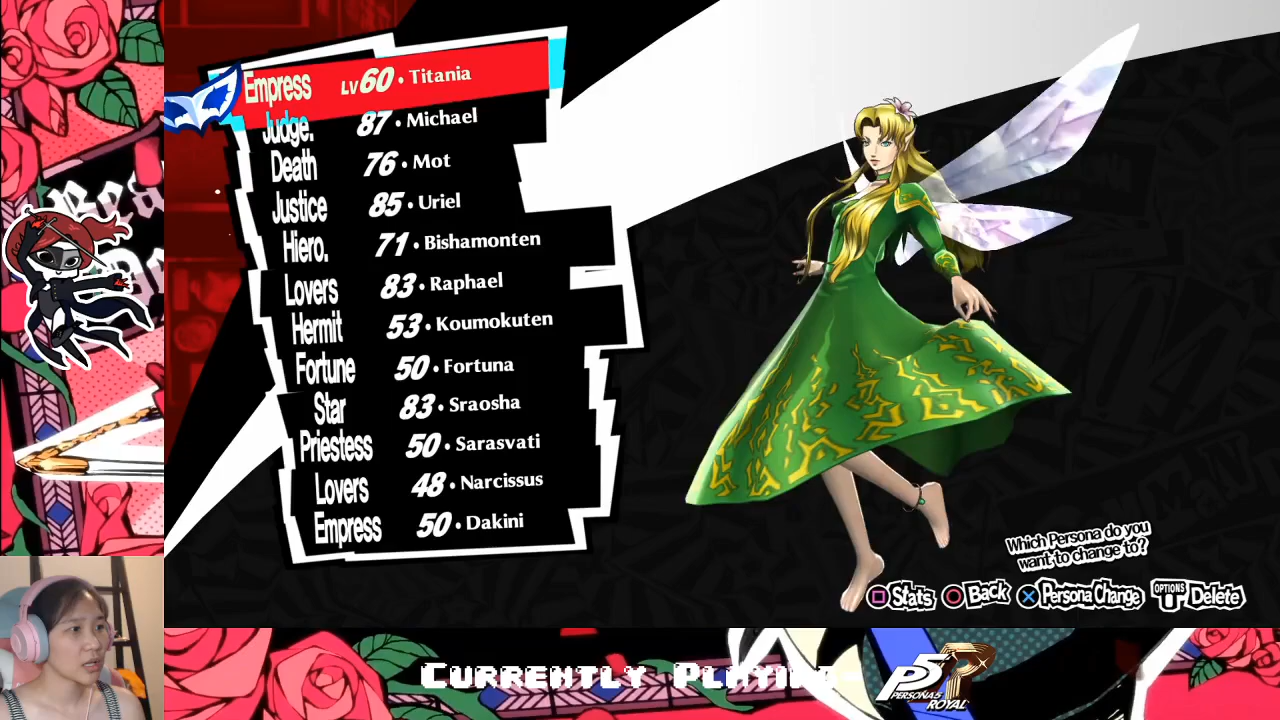 Empress LV60 • Titania
Judge. 87 • Michael
Death 76 • Mot
Justice 85 • Uriel
Hiero. 71 • Bishamonten
Lovers 83 • Raphael
Hermit 53 • Koumokuten
Fortune 50 • Fortuna
Star 83 • Sraosha
Priestess 50 • Sarasvati
Lovers 48 • Narcissus
Empress 50 • Dakini
Which Persona do you
want to change to?
Stats Back Persona Change OPTIONS Delete
Currently Playing
P5R
PERSONA5
ROYAL